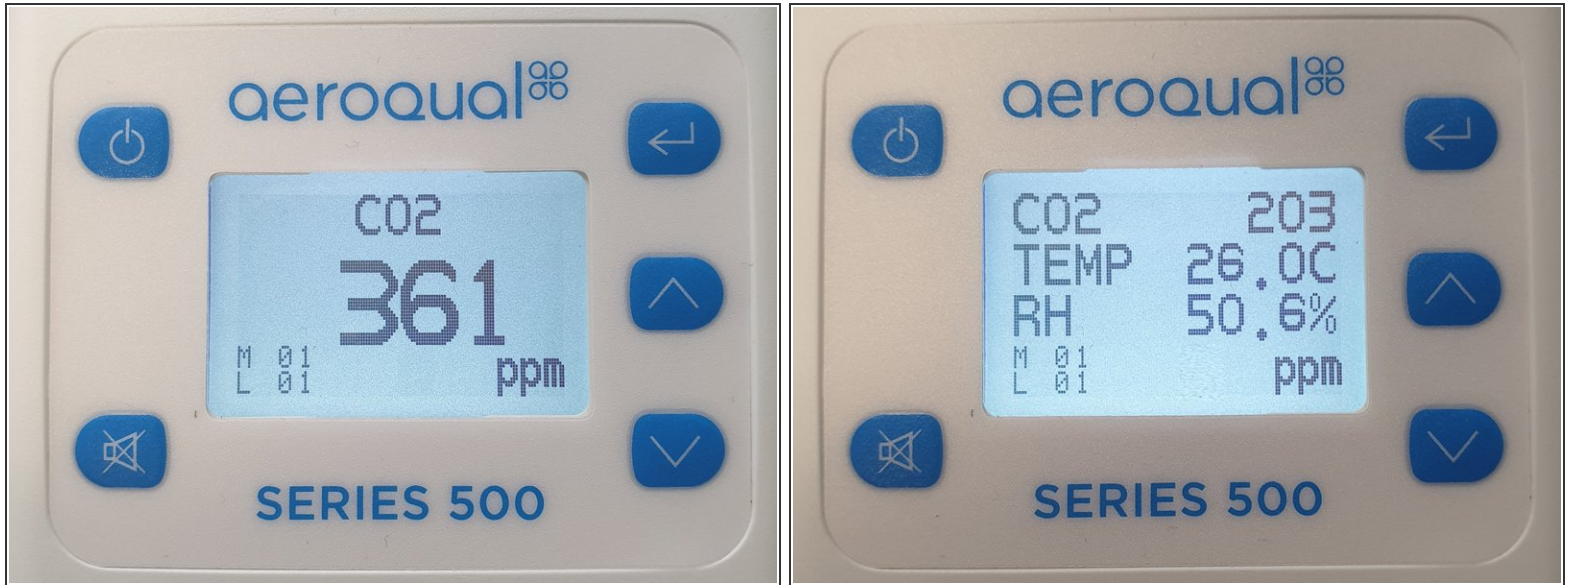 aeroqual
CO2
361
M 01
L 01
ppm
SERIES 500
aeroqual
CO2 203
TEMP 26.0C
RH 50.6%
M 01
L 01
ppm
SERIES 500